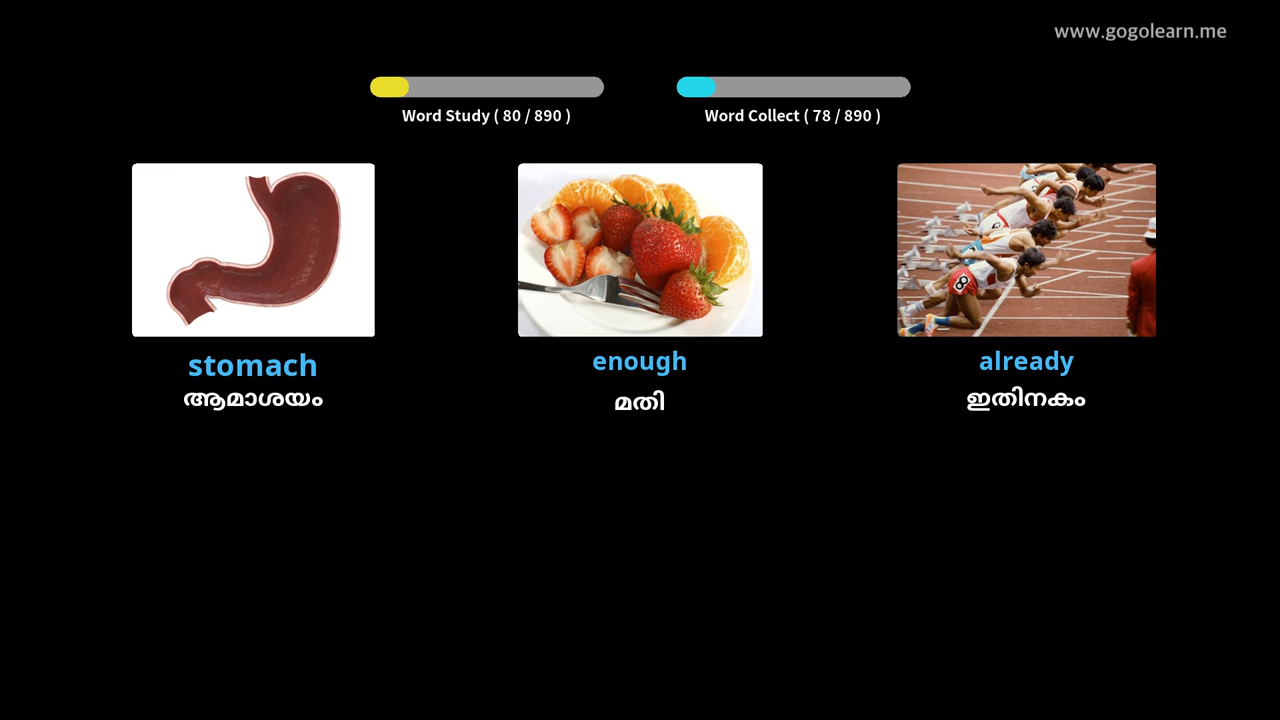 www.gogolearn.me
Word Study ( 80 / 890 )
Word Collect ( 78 / 890 )
stomach
ആമാശയം
enough
മതി
already
ഇതിനകം
8